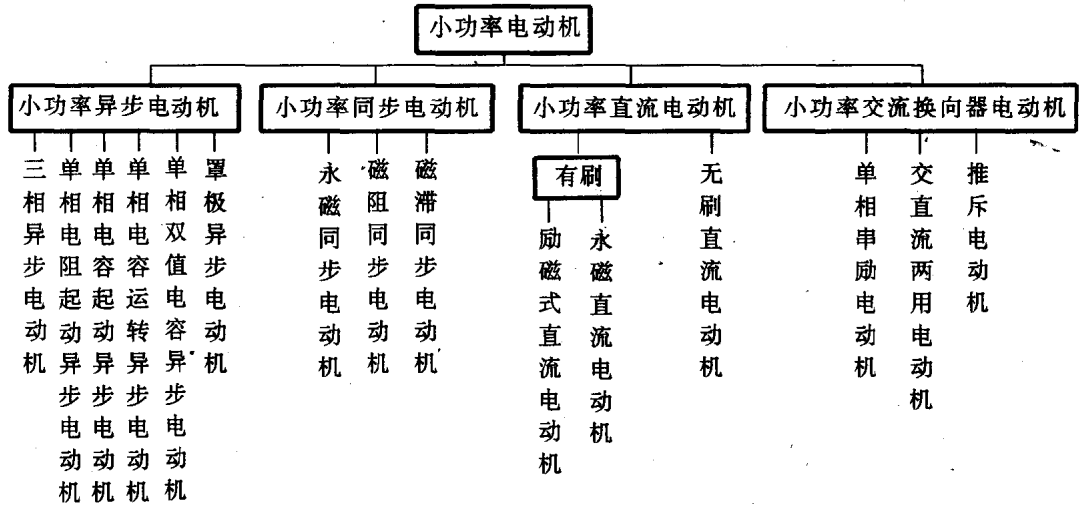 小功率电动机
小功率异步电动机
小功率同步电动机
小功率直流电动机
小功率交流换向器电动机
三相异步电动机
单相电阻起动异步电动机
单相电容起动异步电动机
单相电容运转异步电动机
单相双值电容异步电动机
罩极异步电动机
永磁同步电动机
磁阻同步电动机
磁滞同步电动机
有刷
励磁式直流电动机
永磁直流电动机
无刷直流电动机
单相串励电动机
交直流两用电动机
推斥电动机